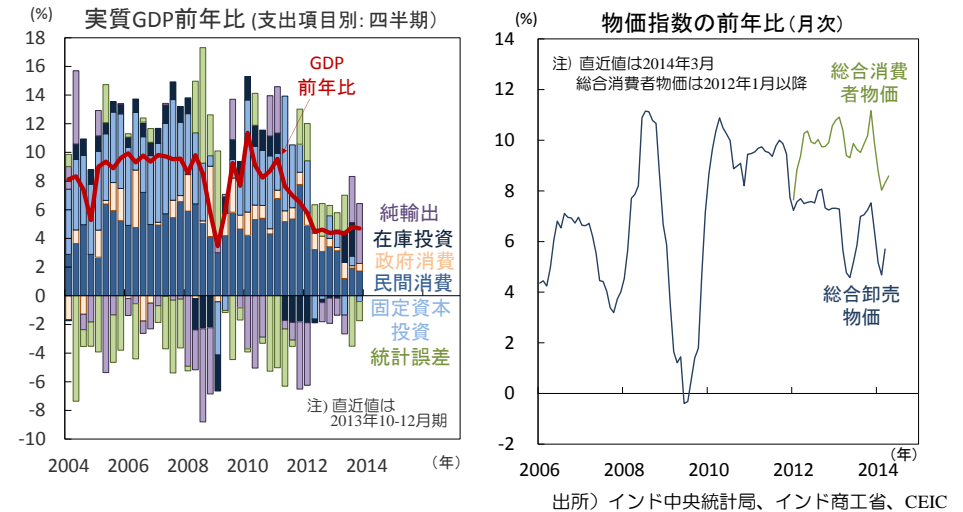 実質GDP前年比 (支出項目別: 四半期)
(%)
18
16
14
12
10
8
6
4
2
0
-2
-4
-6
-8
-10
GDP
前年比
純輸出
在庫投資
政府消費
民間消費
固定資本
投資
統計誤差
注) 直近値は
2013年10-12月期
2004
2006
2008
2010
2012
2014
(年)
物価指数の前年比(月次)
(%)
14
12
10
8
6
4
2
0
-2
注) 直近値は2014年3月
総合消費者物価は2012年1月以降
総合消費
者物価
総合卸売
物価
2006
2008
2010
2012
2014
(年)
出所）インド中央統計局、インド商工省、CEIC